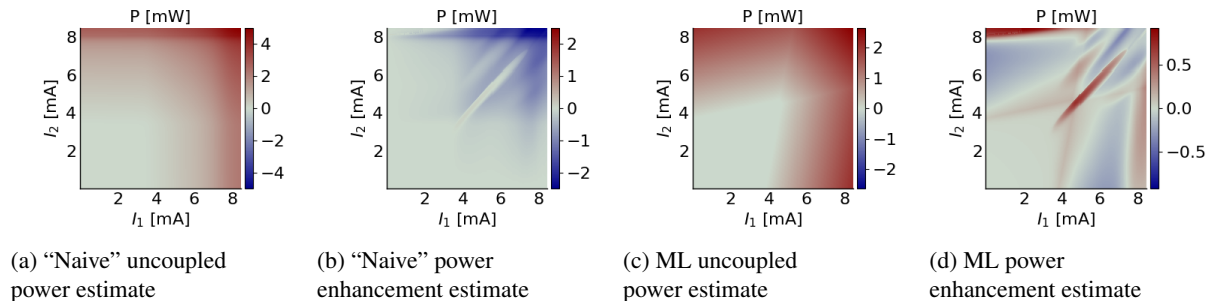 P [mW]
8
6
4
2
I₂ [mA]
2 4 6 8
I₁ [mA]
4
2
0
−2
−4
P [mW]
8
6
4
2
I₂ [mA]
2 4 6 8
I₁ [mA]
2
1
0
−1
−2
P [mW]
8
6
4
2
I₂ [mA]
2 4 6 8
I₁ [mA]
2
1
0
−1
−2
P [mW]
8
6
4
2
I₂ [mA]
2 4 6 8
I₁ [mA]
0.5
0.0
−0.5
(a) “Naive” uncoupled
power estimate
(b) “Naive” power
enhancement estimate
(c) ML uncoupled
power estimate
(d) ML power
enhancement estimate